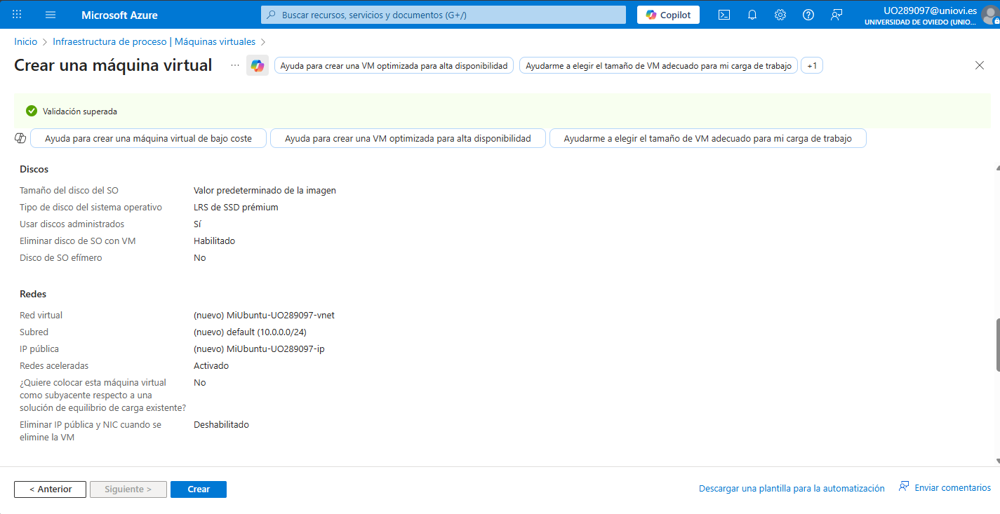 Microsoft Azure
Buscar recursos, servicios y documentos (G+/)
Copilot
UO289097@uniovi.es
UNIVERSIDAD DE OVIEDO (UNIO...
Inicio > Infraestructura de proceso | Máquinas virtuales >
Crear una máquina virtual ...
Ayuda para crear una VM optimizada para alta disponibilidad
Ayudarme a elegir el tamaño de VM adecuado para mi carga de trabajo
+1
Validación superada
Ayuda para crear una máquina virtual de bajo coste
Ayuda para crear una VM optimizada para alta disponibilidad
Ayudarme a elegir el tamaño de VM adecuado para mi carga de trabajo
Discos
Tamaño del disco del SO Valor predeterminado de la imagen
Tipo de disco del sistema operativo LRS de SSD prémium
Usar discos administrados Sí
Eliminar disco de SO con VM Habilitado
Disco de SO efímero No
Redes
Red virtual (nuevo) MiUbuntu-UO289097-vnet
Subred (nuevo) default (10.0.0.0/24)
IP pública (nuevo) MiUbuntu-UO289097-ip
Redes aceleradas Activado
¿Quiere colocar esta máquina virtual No
como subyacente respecto a una
solución de equilibrio de carga existente?
Eliminar IP pública y NIC cuando se Deshabilitado
elimine la VM
< Anterior
Siguiente >
Crear
Descargar una plantilla para la automatización
Enviar comentarios